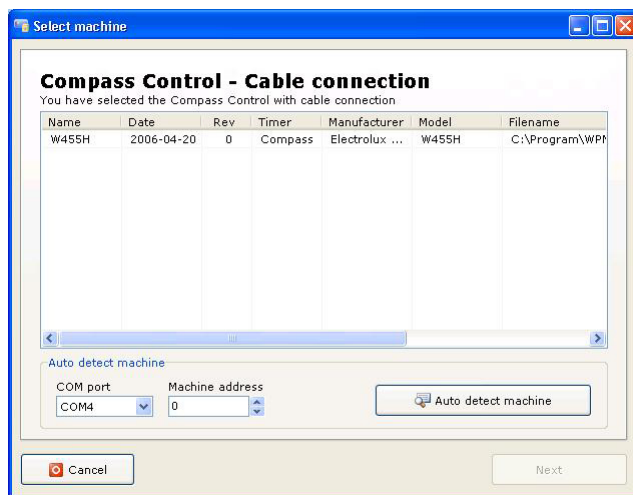 Select machine
Compass Control - Cable connection
You have selected the Compass Control with cable connection
Name Date Rev Timer Manufacturer Model Filename
W455H 2006-04-20 0 Compass Electrolux ... W455H C:\Program\WPM
Auto detect machine
COM port Machine address
COM4 0 Auto detect machine
Cancel Next